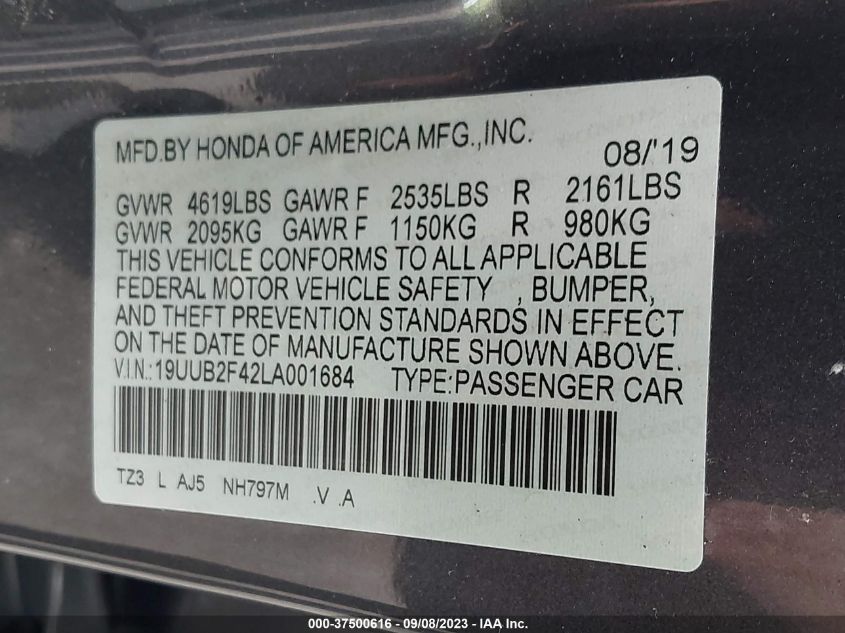 MFD.BY HONDA OF AMERICA MFG.,INC. 08/'19
GVWR 4619LBS GAWR F 2535LBS R 2161LBS
GVWR 2095KG GAWR F 1150KG R 980KG
THIS VEHICLE CONFORMS TO ALL APPLICABLE
FEDERAL MOTOR VEHICLE SAFETY , BUMPER,
AND THEFT PREVENTION STANDARDS IN EFFECT
ON THE DATE OF MANUFACTURE SHOWN ABOVE.
V.I.N.:19UUB2F42LA001684 TYPE:PASSENGER CAR
TZ3 L AJ5 NH797M .V .A
000-37500616 - 09/08/2023 - © IAA, Inc.